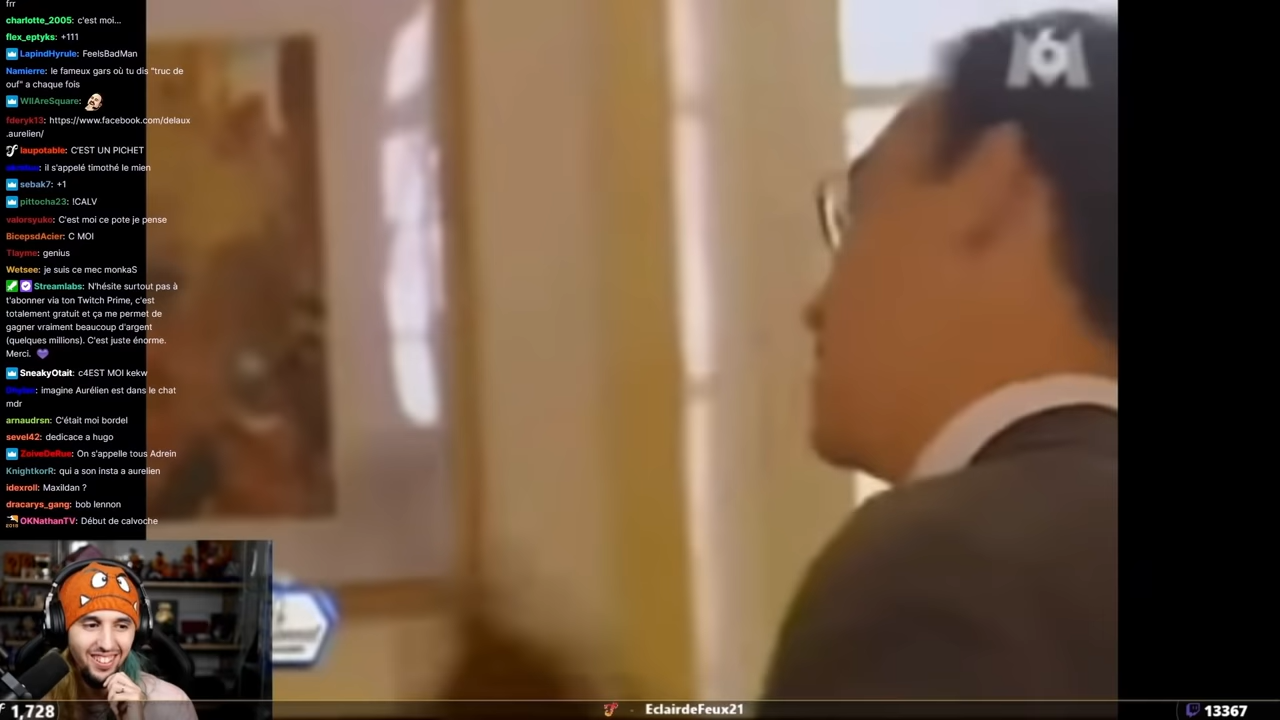 frr
charlotte_2005: c'est moi...
flex_eptyks: +111
LapindHyrule: FeelsBadMan
Namierre: le fameux gars où tu dis "truc de
ouf" a chaque fois
WIIAreSquare:
fderyk13: https://www.facebook.com/delaux
.aurelien/
laupotable: C'EST UN PICHET
: il s'appelé timothé le mien
sebak7: +1
pittocha23: !CALV
valorsyuko: C'est moi ce pote je pense
BicepsdAcier: C MOI
Tlayme: genius
Wetsee: je suis ce mec monkaS
Streamlabs: N'hésite surtout pas à
t'abonner via ton Twitch Prime, c'est
totalement gratuit et ça me permet de
gagner vraiment beaucoup d'argent
(quelques millions). C'est juste énorme.
Merci.
SneakyOtait: c4EST MOI kekw
: imagine Aurélien est dans le chat
mdr
arnaudrsn: C'était moi bordel
sevel42: dedicace a hugo
ZoiveDeRue: On s'appelle tous Adrein
KnightkorR: qui a son insta a aurelien
idexroll: Maxildan ?
dracarys_gang: bob lennon
OKNathanTV: Début de calvoche
M6
1,728
- EclairdeFeux21
13367